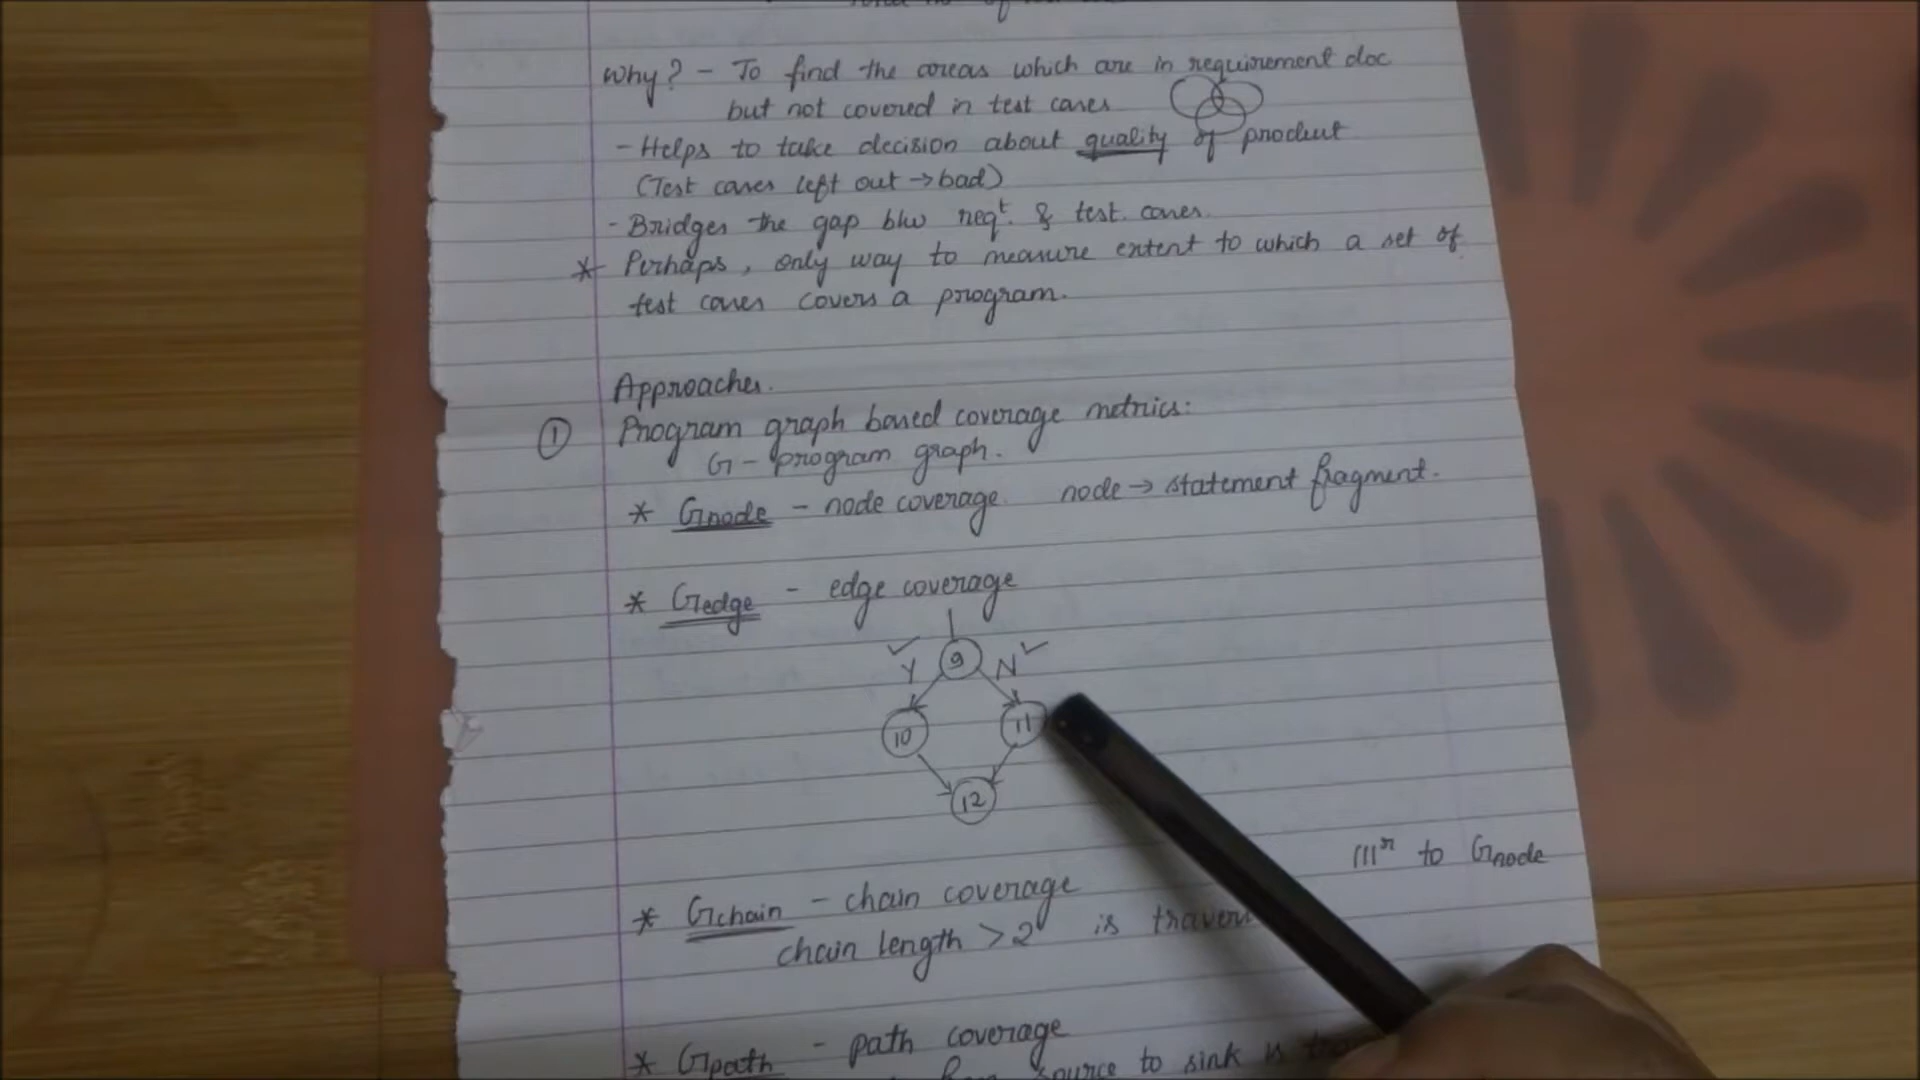 Why? - To find the areas which are in requirement doc
but not covered in test cases
- Helps to take decision about quality of product
(Test cases left out → bad)
- Bridges the gap b/w reqt. & test cases.
* Perhaps, only way to measure extent to which a set of
test cases covers a program.
Approaches.
① Program graph based coverage metrics:
G - program graph.
* Gnode - node coverage. node → statement fragment.
* Gedge - edge coverage
Y 9 N
10 11
12
to Gnode
* Gchain - chain coverage
chain length > 2 is
* Gpath - path coverage
source to sink is